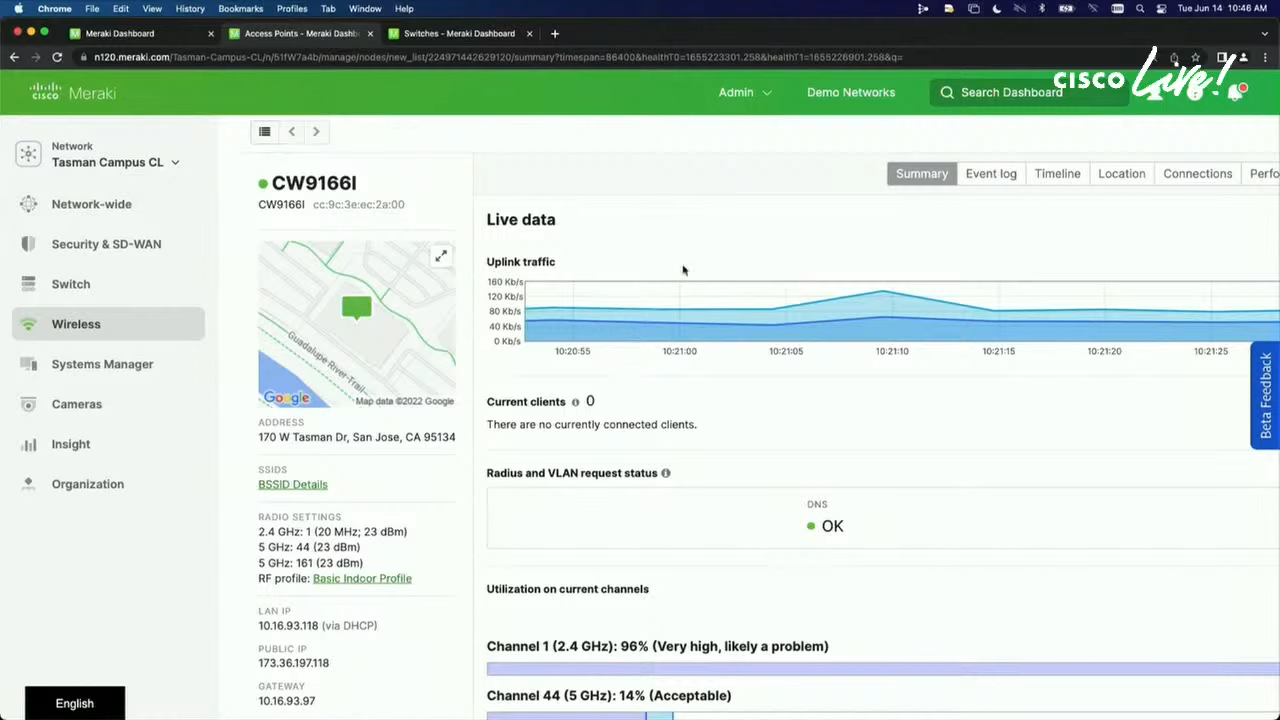 Chrome File Edit View History Bookmarks Profiles Tab Window Help Tue Jun 14 10:46 AM
Meraki Dashboard Access Points - Meraki Dashb Switches - Meraki Dashboard
n120.meraki.com/Tasman-Campus-CL/n/51fW7a4b/manage/nodes/new_list/224971442629120/summary?timespan=86400&healthT0=1655223301.258&healthT1=1655226901.258&q=
CISCO Live!
CISCO Meraki
Admin
Demo Networks
Search Dashboard
Network
Tasman Campus CL
Network-wide
Security & SD-WAN
Switch
Wireless
Systems Manager
Cameras
Insight
Organization
English
CW9166I
CW9166I cc:9c:3e:ec:2a:00
Guadalupe River-Trail
Google
Map data ©2022 Google
ADDRESS
170 W Tasman Dr, San Jose, CA 95134
SSIDS
BSSID Details
RADIO SETTINGS
2.4 GHz: 1 (20 MHz; 23 dBm)
5 GHz: 44 (23 dBm)
5 GHz: 161 (23 dBm)
RF profile: Basic Indoor Profile
LAN IP
10.16.93.118 (via DHCP)
PUBLIC IP
173.36.197.118
GATEWAY
10.16.93.97
Summary Event log Timeline Location Connections Perfo
Live data
Uplink traffic
160 Kb/s
120 Kb/s
80 Kb/s
40 Kb/s
0 Kb/s
10:20:55 10:21:00 10:21:05 10:21:10 10:21:15 10:21:20 10:21:25
Current clients 0
There are no currently connected clients.
Radius and VLAN request status
DNS
OK
Utilization on current channels
Channel 1 (2.4 GHz): 96% (Very high, likely a problem)
Channel 44 (5 GHz): 14% (Acceptable)
Beta Feedback